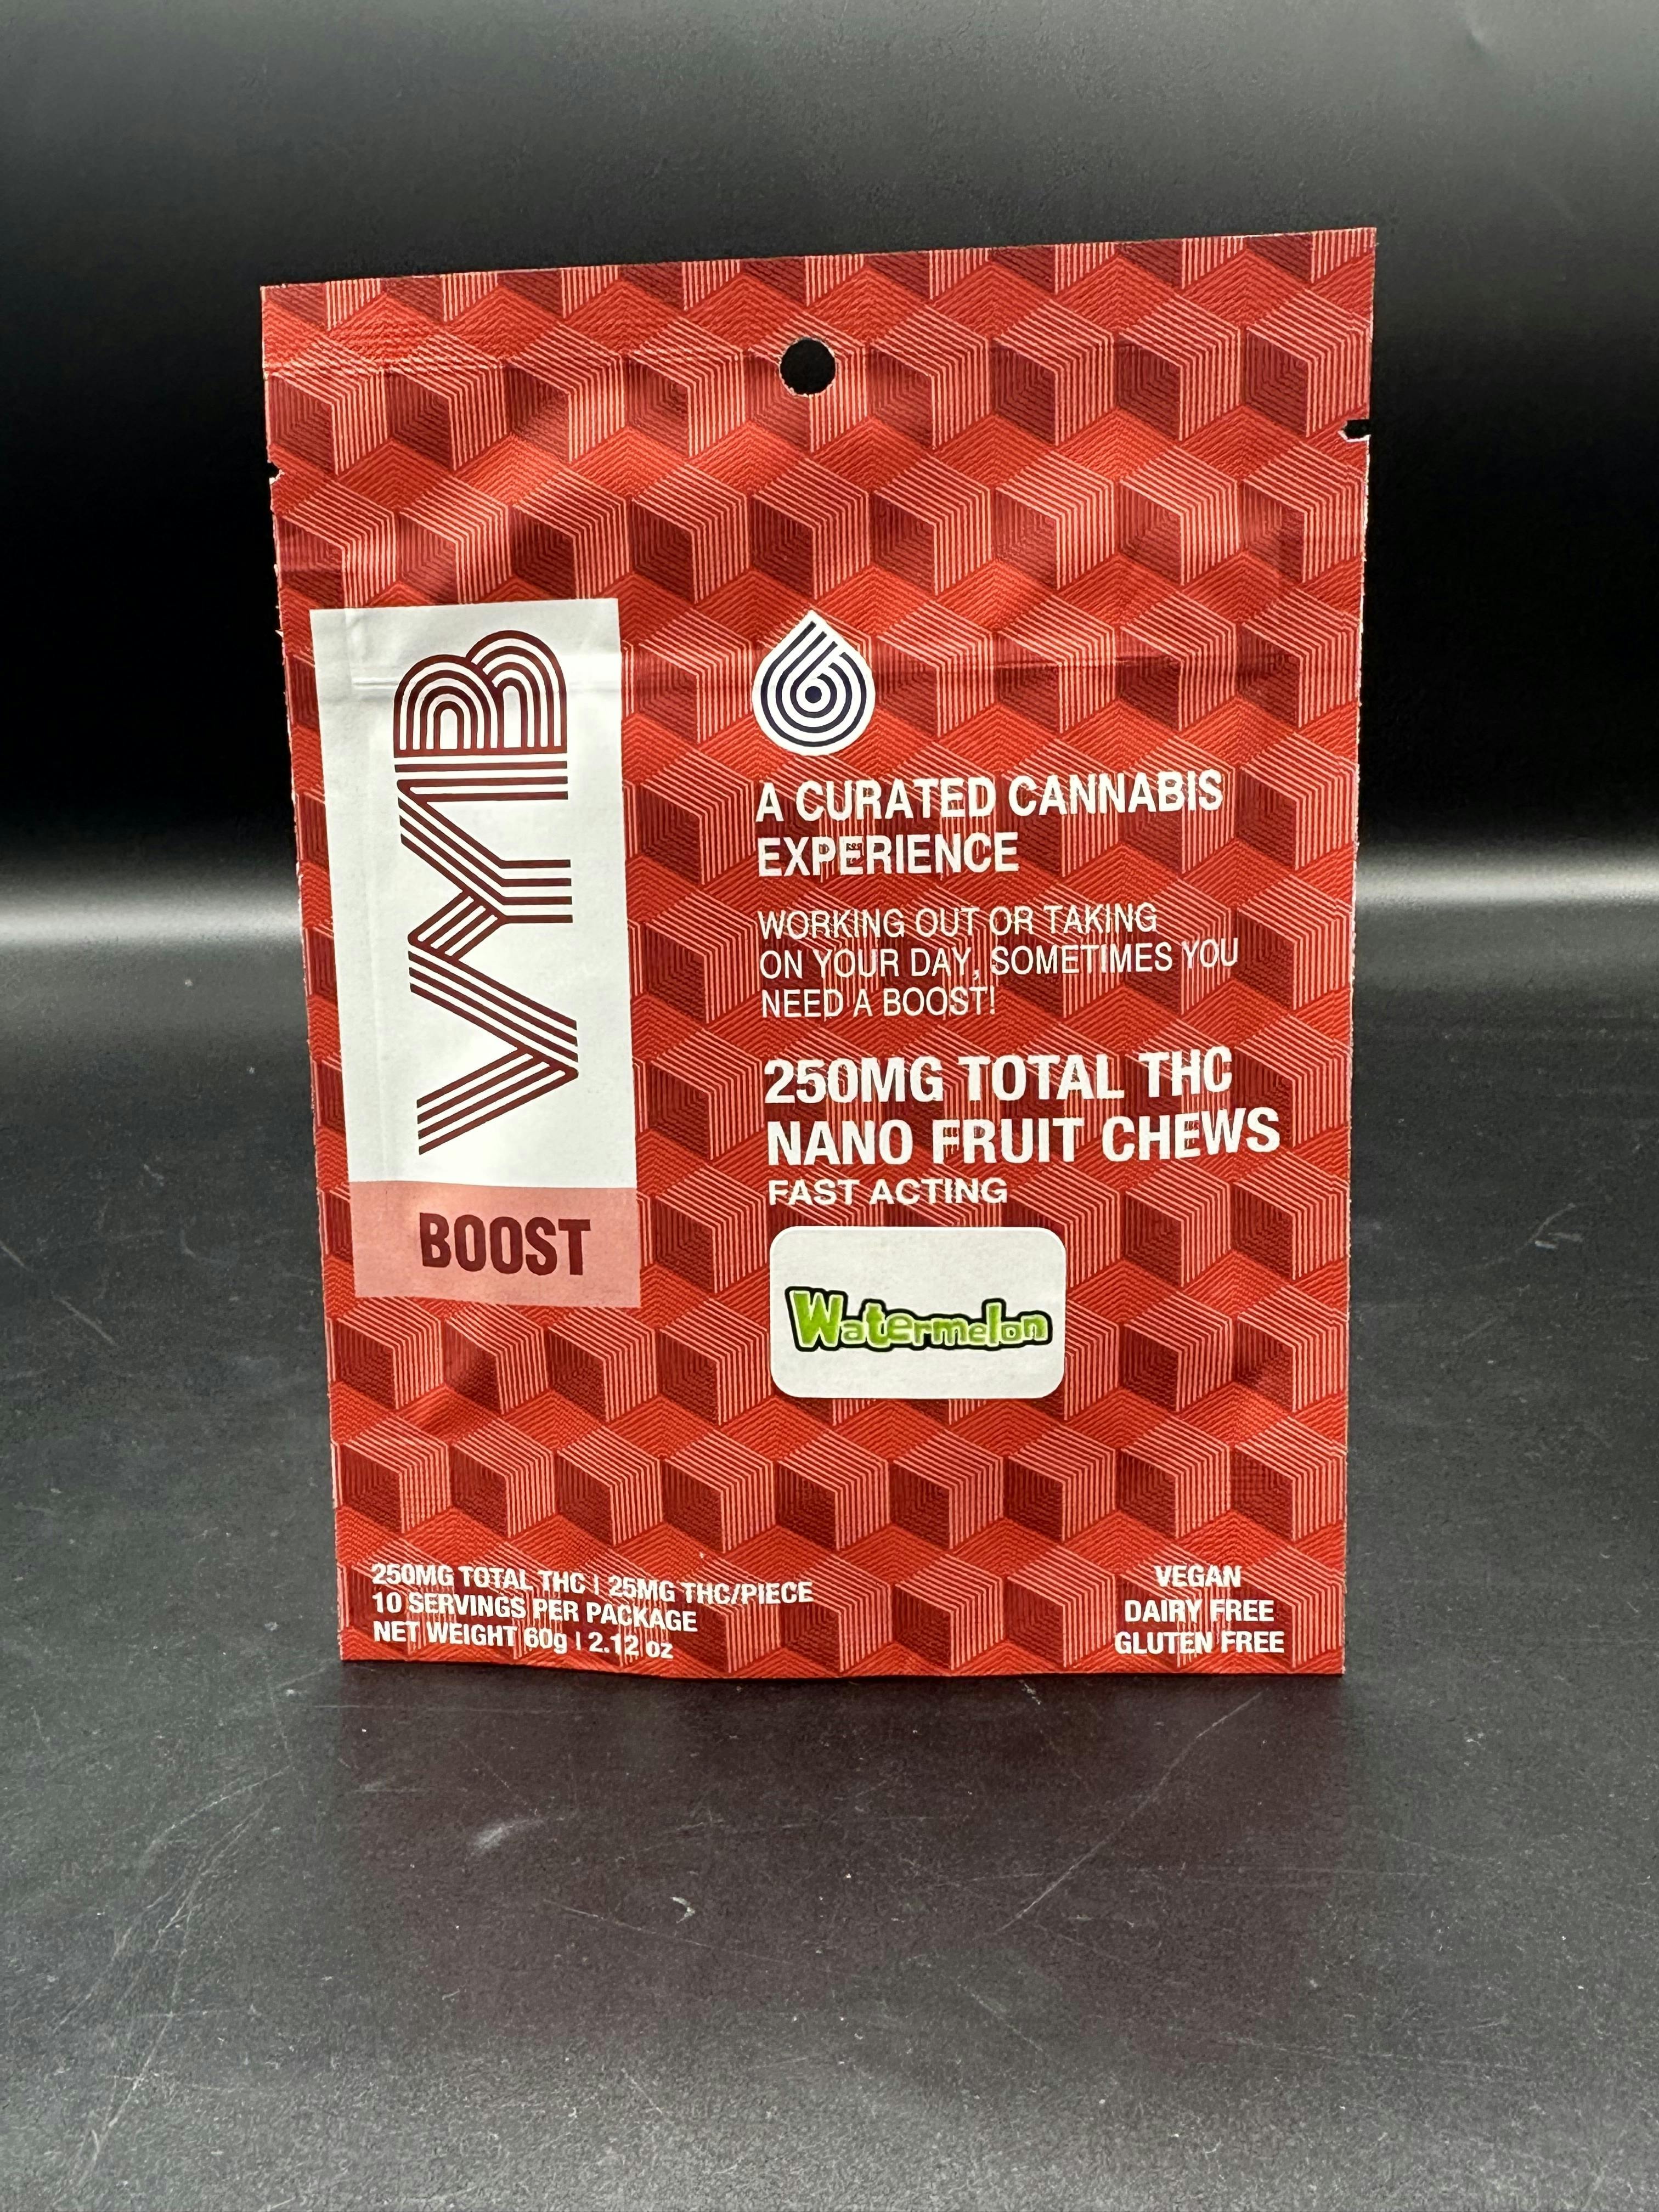 VYB
BOOST
A CURATED CANNABIS
EXPERIENCE
WORKING OUT OR TAKING
ON YOUR DAY, SOMETIMES YOU
NEED A BOOST!
250MG TOTAL THC
NANO FRUIT CHEWS
FAST ACTING
Watermelon
250MG TOTAL THC | 25MG THC/PIECE
10 SERVINGS PER PACKAGE
NET WEIGHT 60g | 2.12 oz
VEGAN
DAIRY FREE
GLUTEN FREE